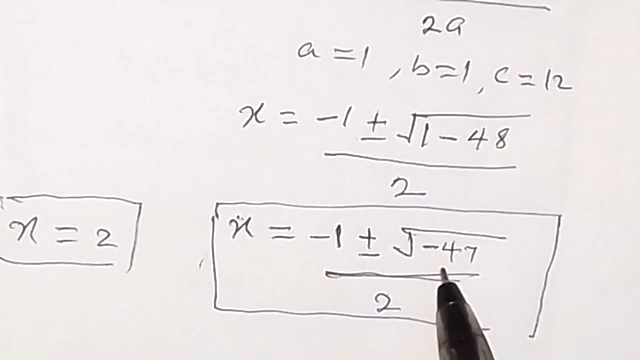 2a
a = 1 , b = 1 , c = 12
x = -1 ± √1 - 48
2
x = 2
x = -1 ± √-47
2